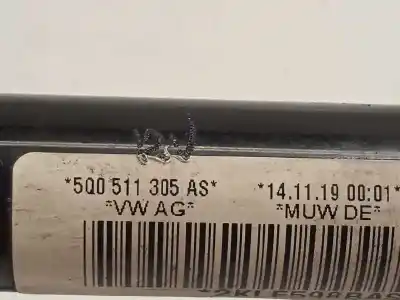 *5Q0 511 305 AS* *14.11.19 00:01*
*VW AG* *MUW DE*